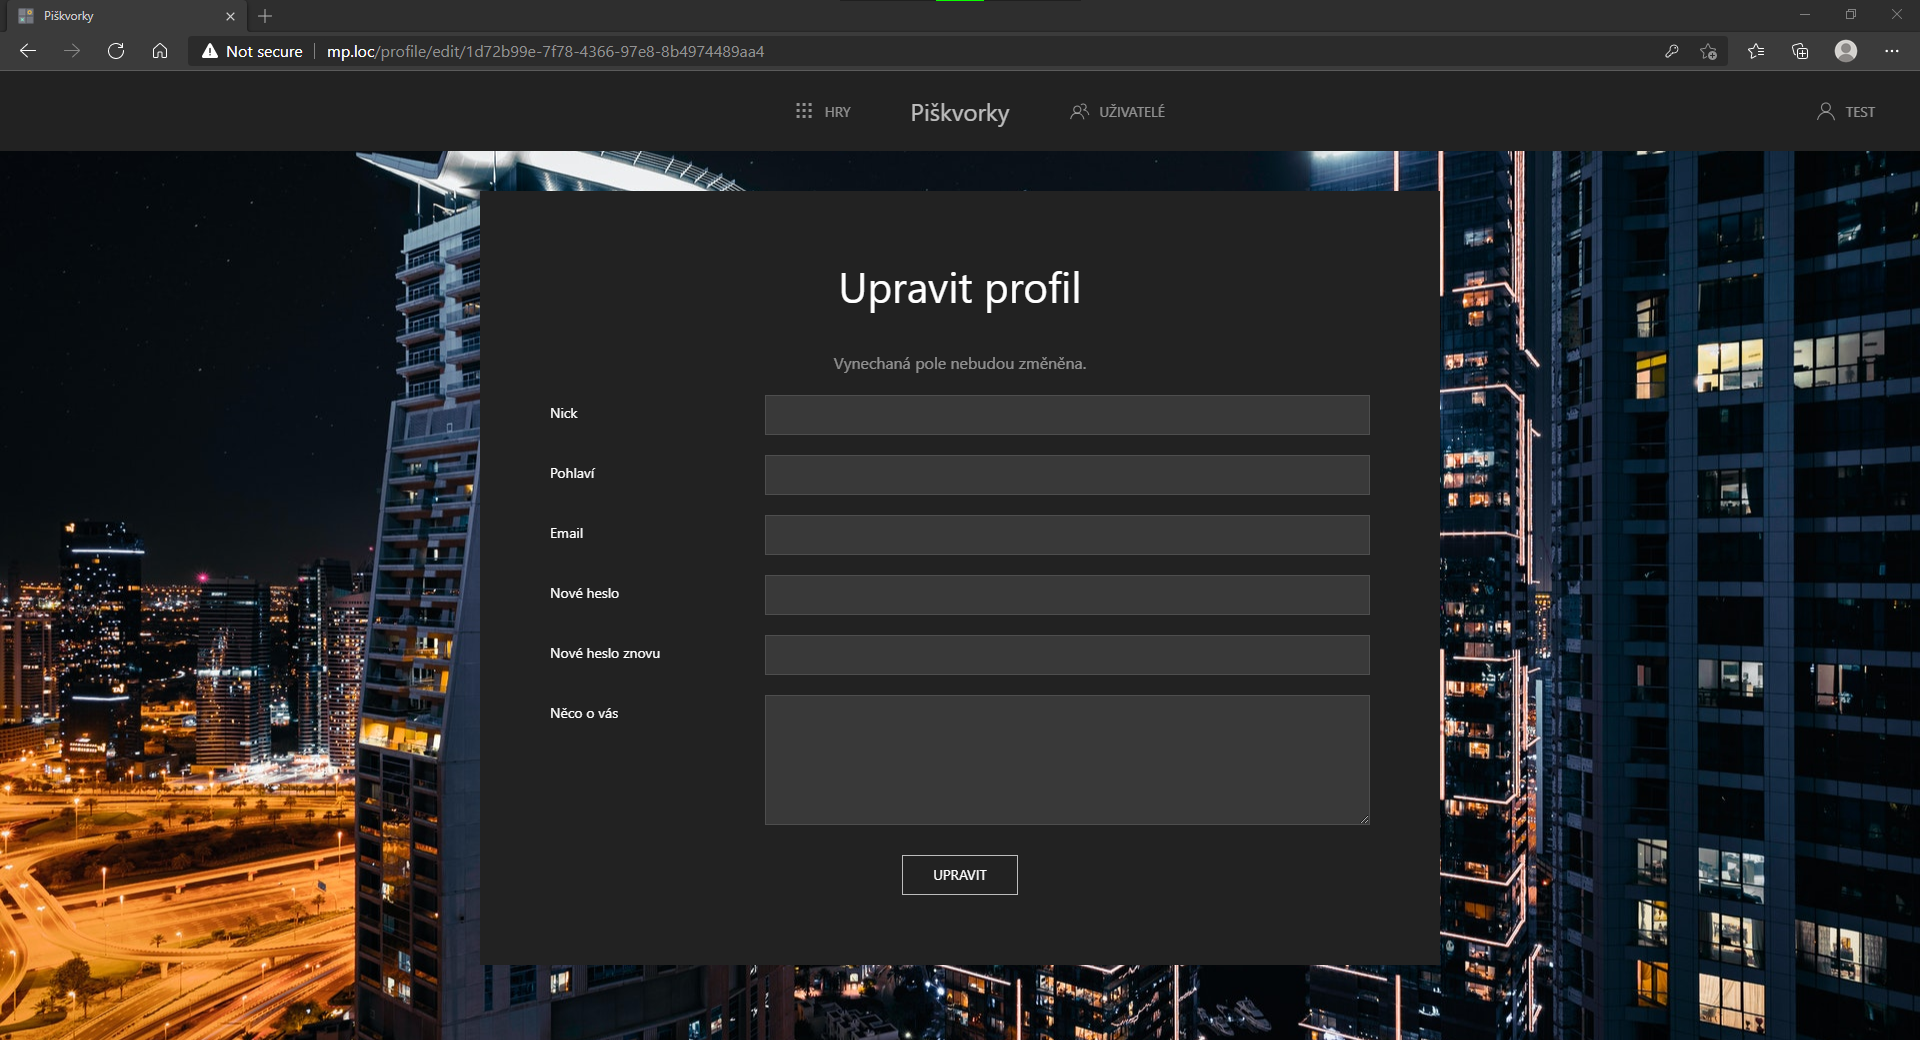 Piškvorky
Not secure
mp.loc/profile/edit/1d72b99e-7f78-4366-97e8-8b4974489aa4
HRY
Piškvorky
UŽIVATELÉ
TEST
Upravit profil
Vynechaná pole nebudou změněna.
Nick
Pohlaví
Email
Nové heslo
Nové heslo znovu
Něco o vás
UPRAVIT